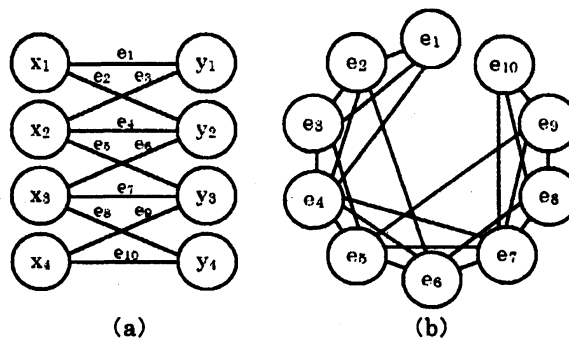 x1 e1 y1
e2 e3
x2 e4 y2
e5 e6
x3 e7 y3
e8 e9
x4 e10 y4
(a)
e1
e2 e10
e3 e9
e4 e8
e5 e7
e6
(b)